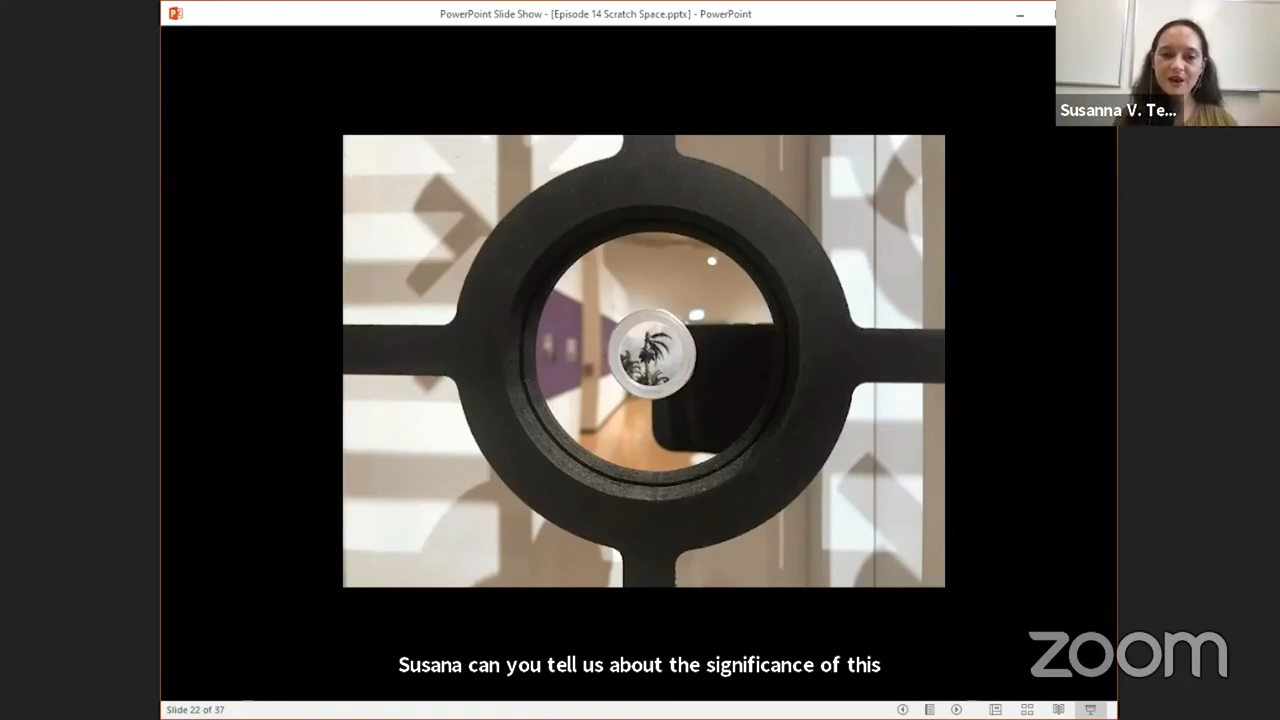 PowerPoint Slide Show - [Episode 14 Scratch Space.pptx] - PowerPoint
Susanna V. Te...
Susana can you tell us about the significance of this
zoom
Slide 22 of 37